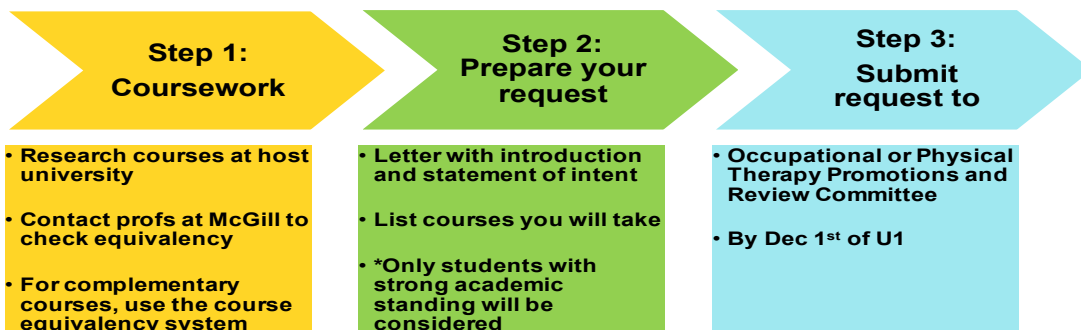 Step 1:
Coursework
• Research courses at host
university
• Contact profs at McGill to
check equivalency
• For complementary
courses, use the course
equivalency system
Step 2:
Prepare your
request
• Letter with introduction
and statement of intent
• List courses you will take
• *Only students with
strong academic
standing will be
considered
Step 3:
Submit
request to
• Occupational or Physical
Therapy Promotions and
Review Committee
• By Dec 1st of U1